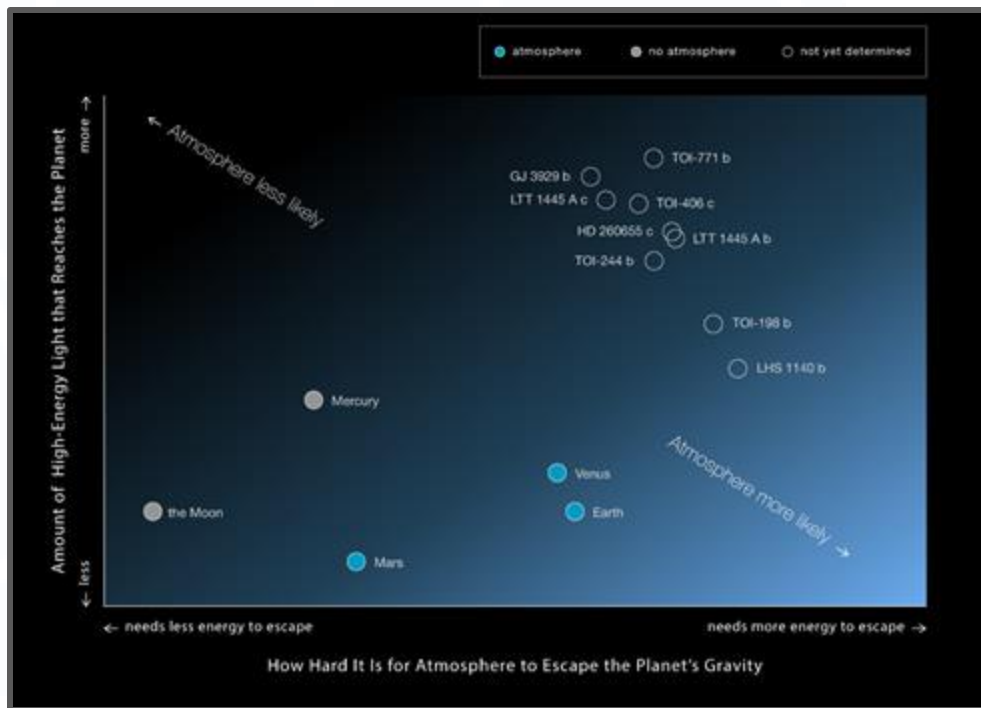 atmosphere
no atmosphere
not yet determined
Amount of High-Energy Light that Reaches the Planet
more →
← less
← Atmosphere less likely
TOI-771 b
GJ 3929 b
LTT 1445 A c
TOI-406 c
HD 260655 c
LTT 1445 A b
TOI-244 b
TOI-198 b
LHS 1140 b
Mercury
Atmosphere more likely →
Venus
the Moon
Earth
Mars
← needs less energy to escape
needs more energy to escape →
How Hard It Is for Atmosphere to Escape the Planet's Gravity